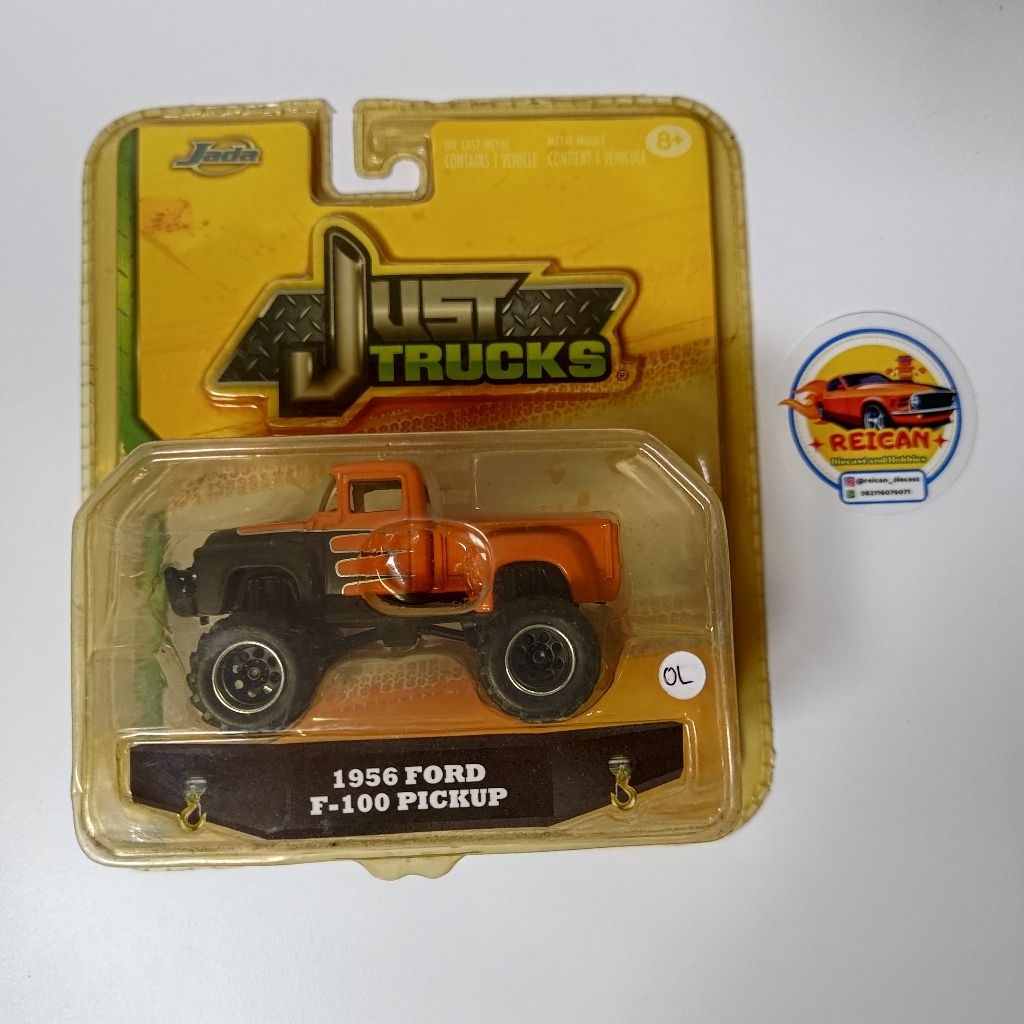 Jada
DIE CAST METAL
CONTAINS 1 VEHICLE
METAL MOULÉ
CONTIENT 1 VÉHICULE
8+
JUST
TRUCKS®
REICAN
Diecast and Hobbies
@reican_diecast
082116076071
OL
1956 FORD
F-100 PICKUP